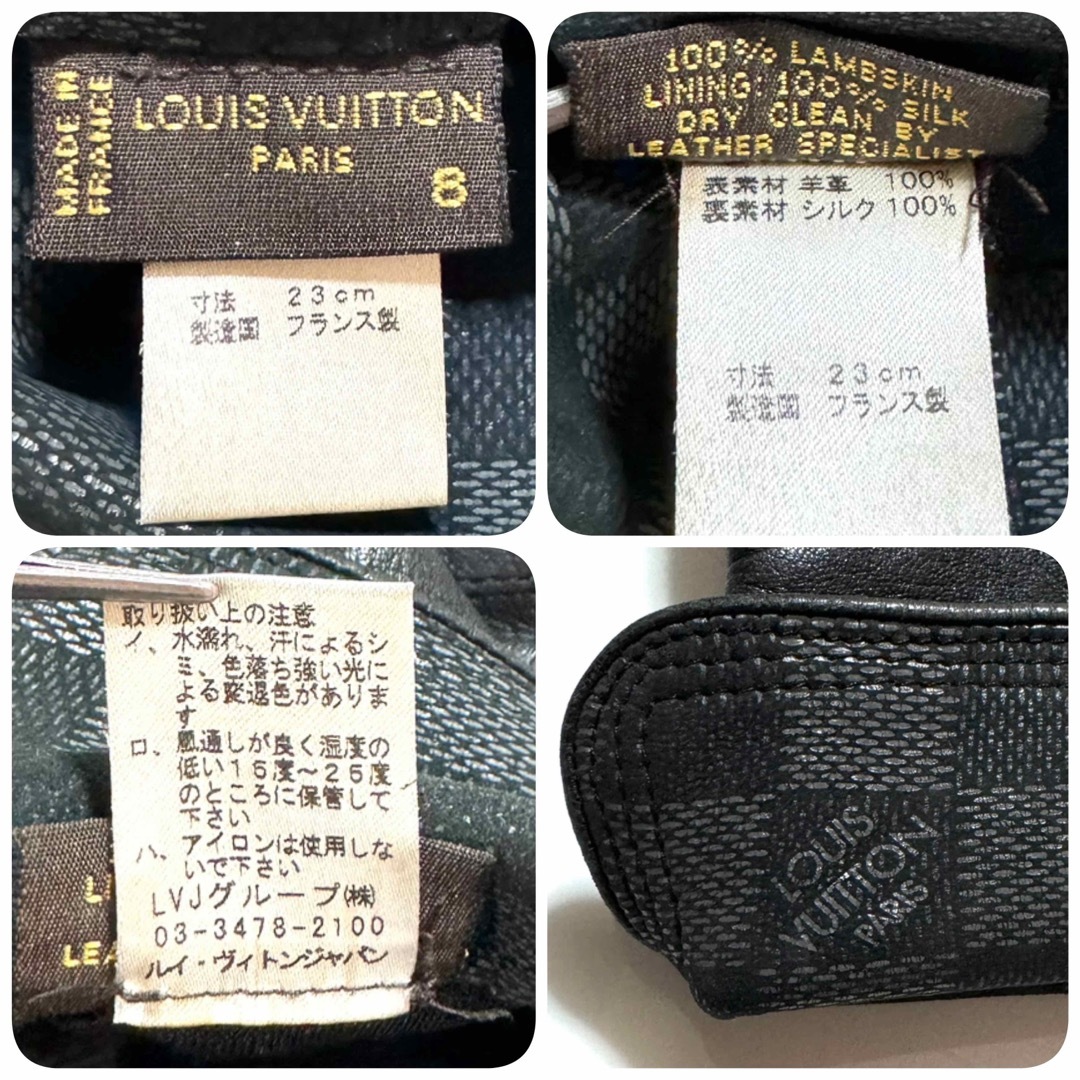 MADE IN
FRANCE
LOUIS VUITTON
PARIS
8
寸法 23cm
製造国 フランス製
100% LAMBSKIN
LINING: 100% SILK
DRY CLEAN BY
LEATHER SPECIALIST
表素材 羊革 100%
裏素材 シルク 100%
寸法 23cm
製造国 フランス製
取り扱い上の注意
イ、水濡れ、汗によるシ
ミ、色落ち強い光に
よる変退色がありま
す
ロ、風通しが良く湿度の
低い15度～25度
のところに保管して
下さい
ハ、アイロンは使用しな
いで下さい
LVJグループ㈱
03-3478-2100
ルイ・ヴィトンジャパン
LEA
LOUIS
VUITTON
PARIS